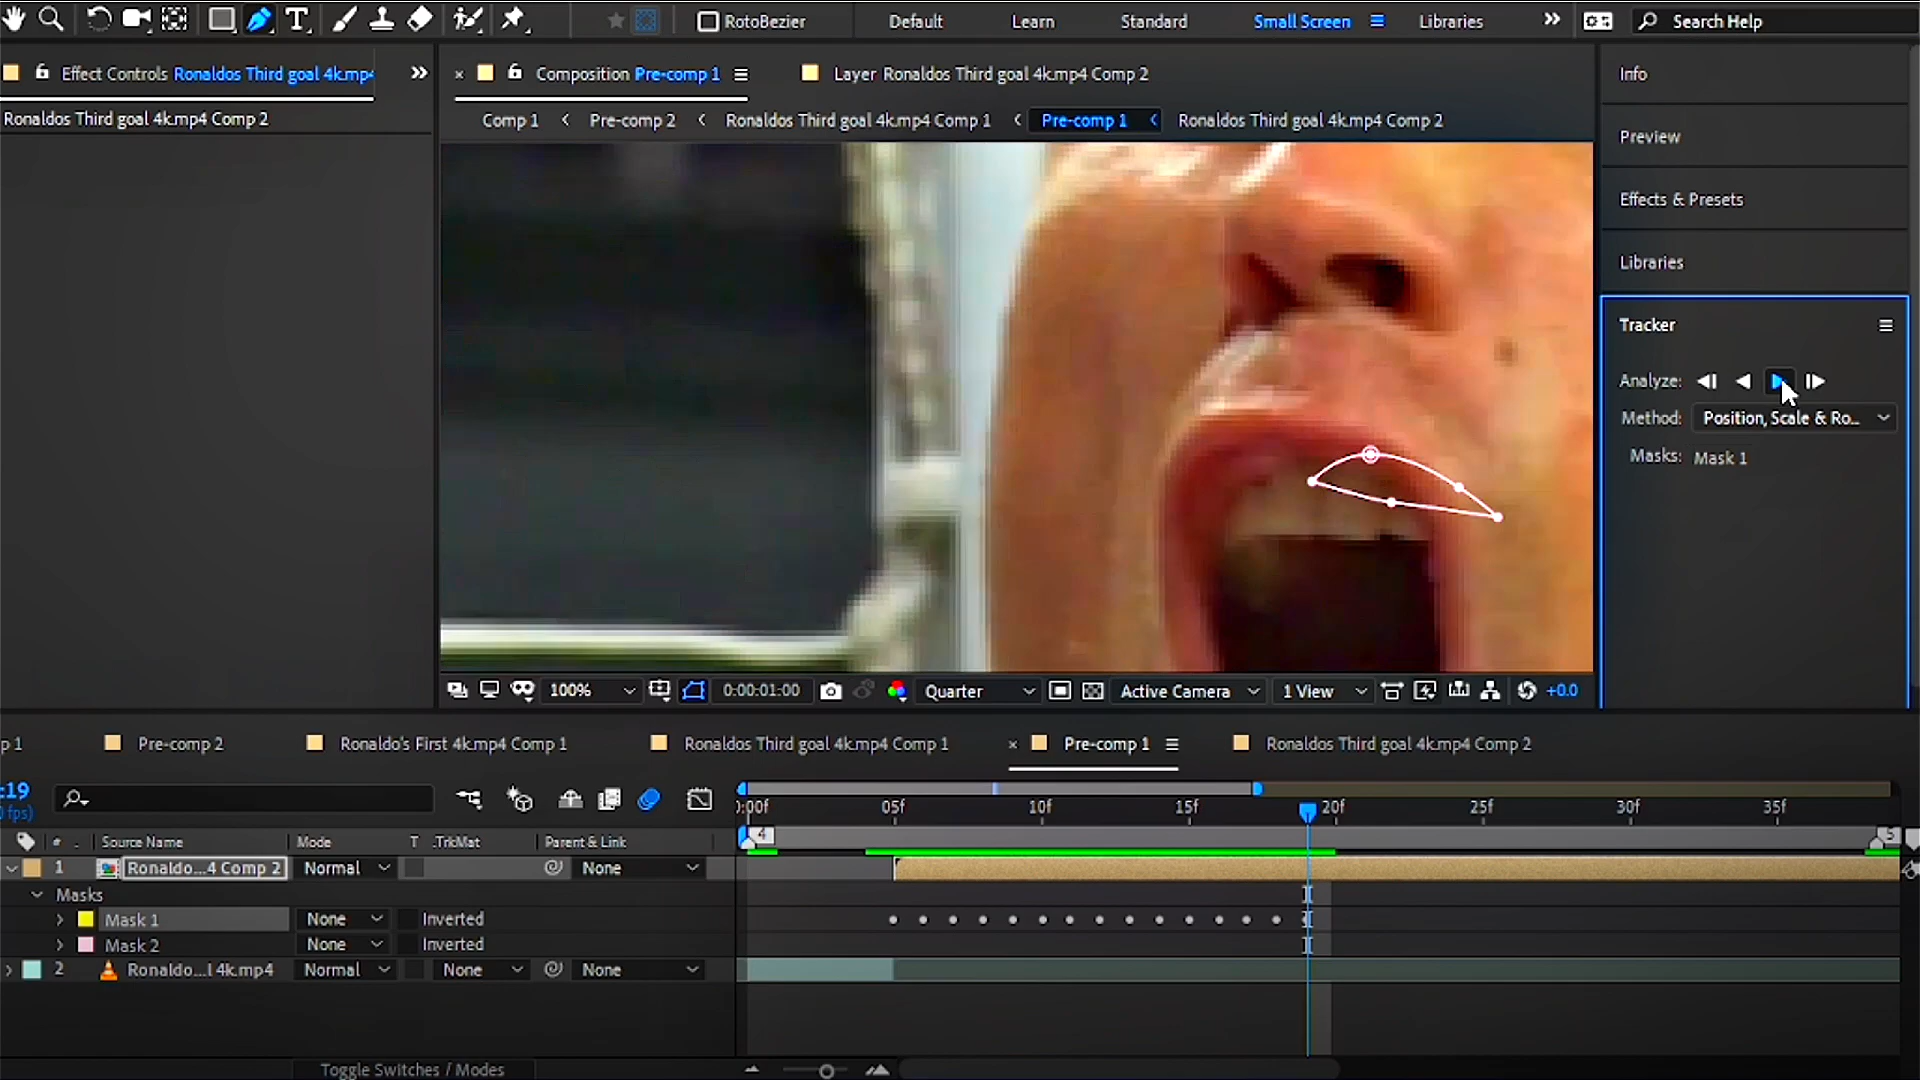 RotoBezier
Default
Learn
Standard
Small Screen
Libraries
Search Help
Effect Controls Ronaldos Third goal 4k.mp4
Composition Pre-comp 1
Layer Ronaldos Third goal 4k.mp4 Comp 2
Info
Ronaldos Third goal 4k.mp4 Comp 2
Comp 1
Pre-comp 2
Ronaldos Third goal 4k.mp4 Comp 1
Pre-comp 1
Ronaldos Third goal 4k.mp4 Comp 2
Preview
Effects & Presets
Libraries
Tracker
Analyze:
Method: Position, Scale & Ro...
Masks: Mask 1
100%
0:00:01:00
Quarter
Active Camera
1 View
+0.0
p 1
Pre-comp 2
Ronaldo's First 4k.mp4 Comp 1
Ronaldos Third goal 4k.mp4 Comp 1
Pre-comp 1
Ronaldos Third goal 4k.mp4 Comp 2
:19
fps)
0:00f 05f 10f 15f 20f 25f 30f 35f
4
5
# Source Name Mode T .TrkMat Parent & Link
1 Ronaldo...4 Comp 2 Normal None
Masks
Mask 1 None Inverted
Mask 2 None Inverted
2 Ronaldo...l 4k.mp4 Normal None None
Toggle Switches / Modes